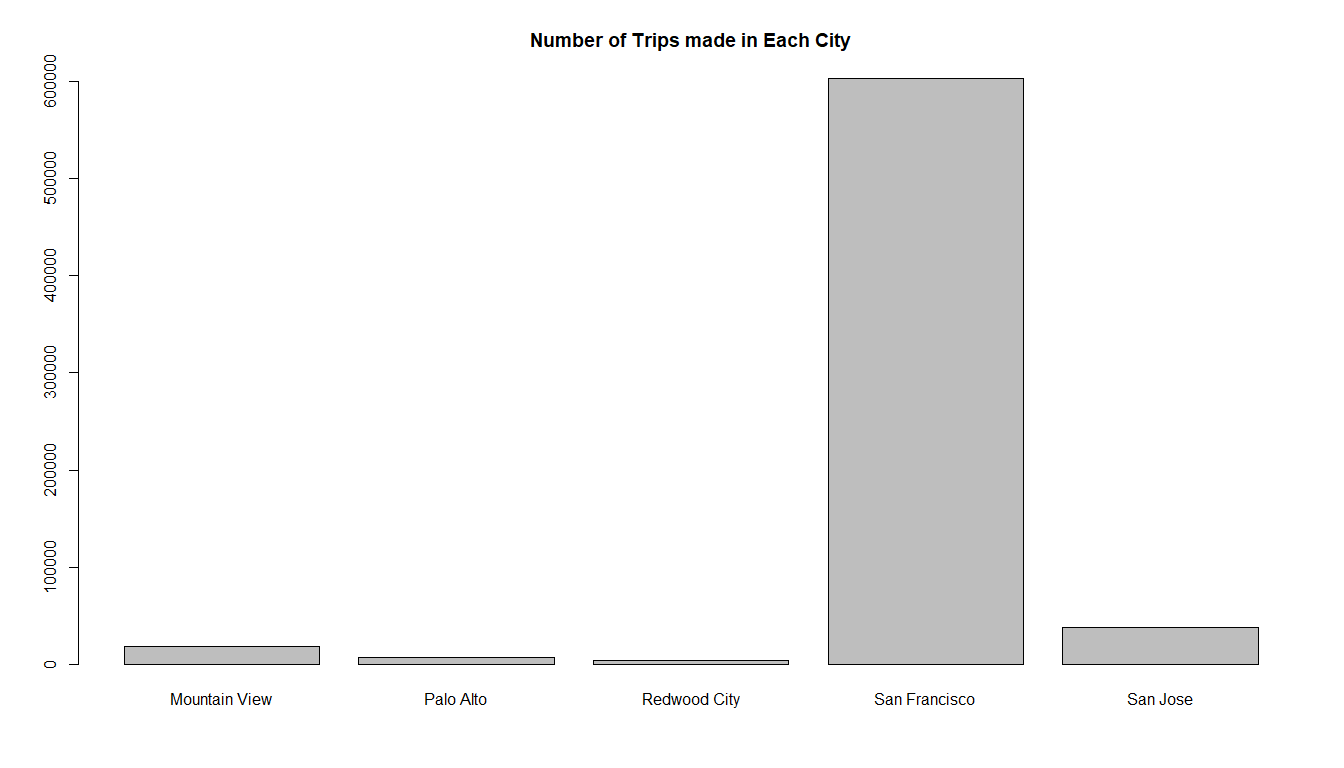 Number of Trips made in Each City
600000
500000
400000
300000
200000
100000
0
Mountain View
Palo Alto
Redwood City
San Francisco
San Jose